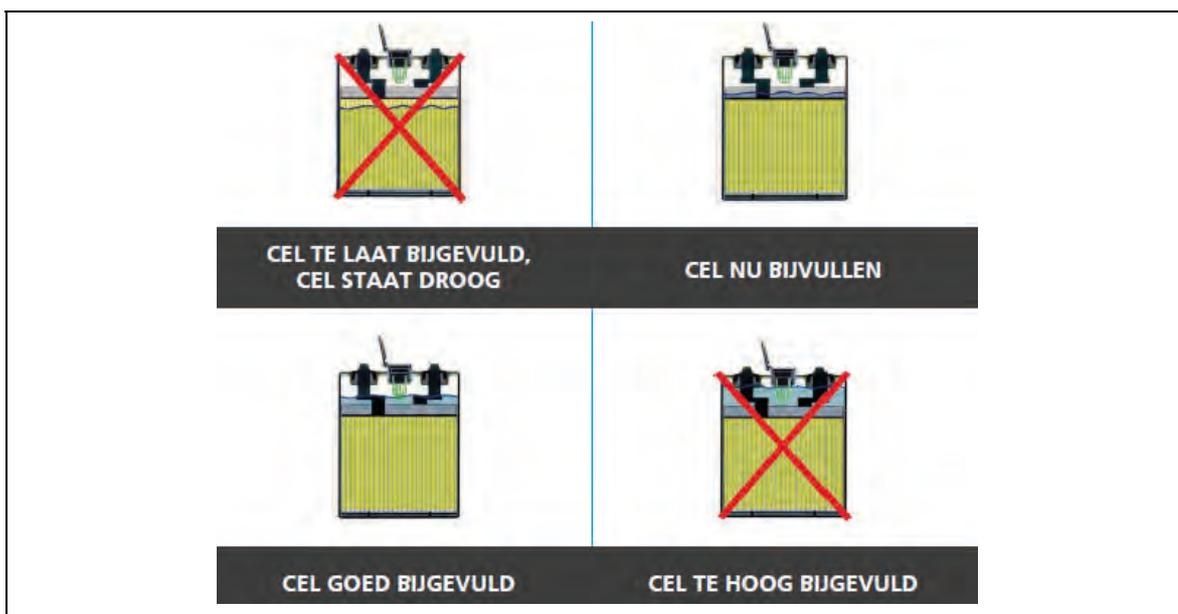 CEL TE LAAT BIJGEVULD,
CEL STAAT DROOG
CEL NU BIJVULLEN
CEL GOED BIJGEVULD
CEL TE HOOG BIJGEVULD